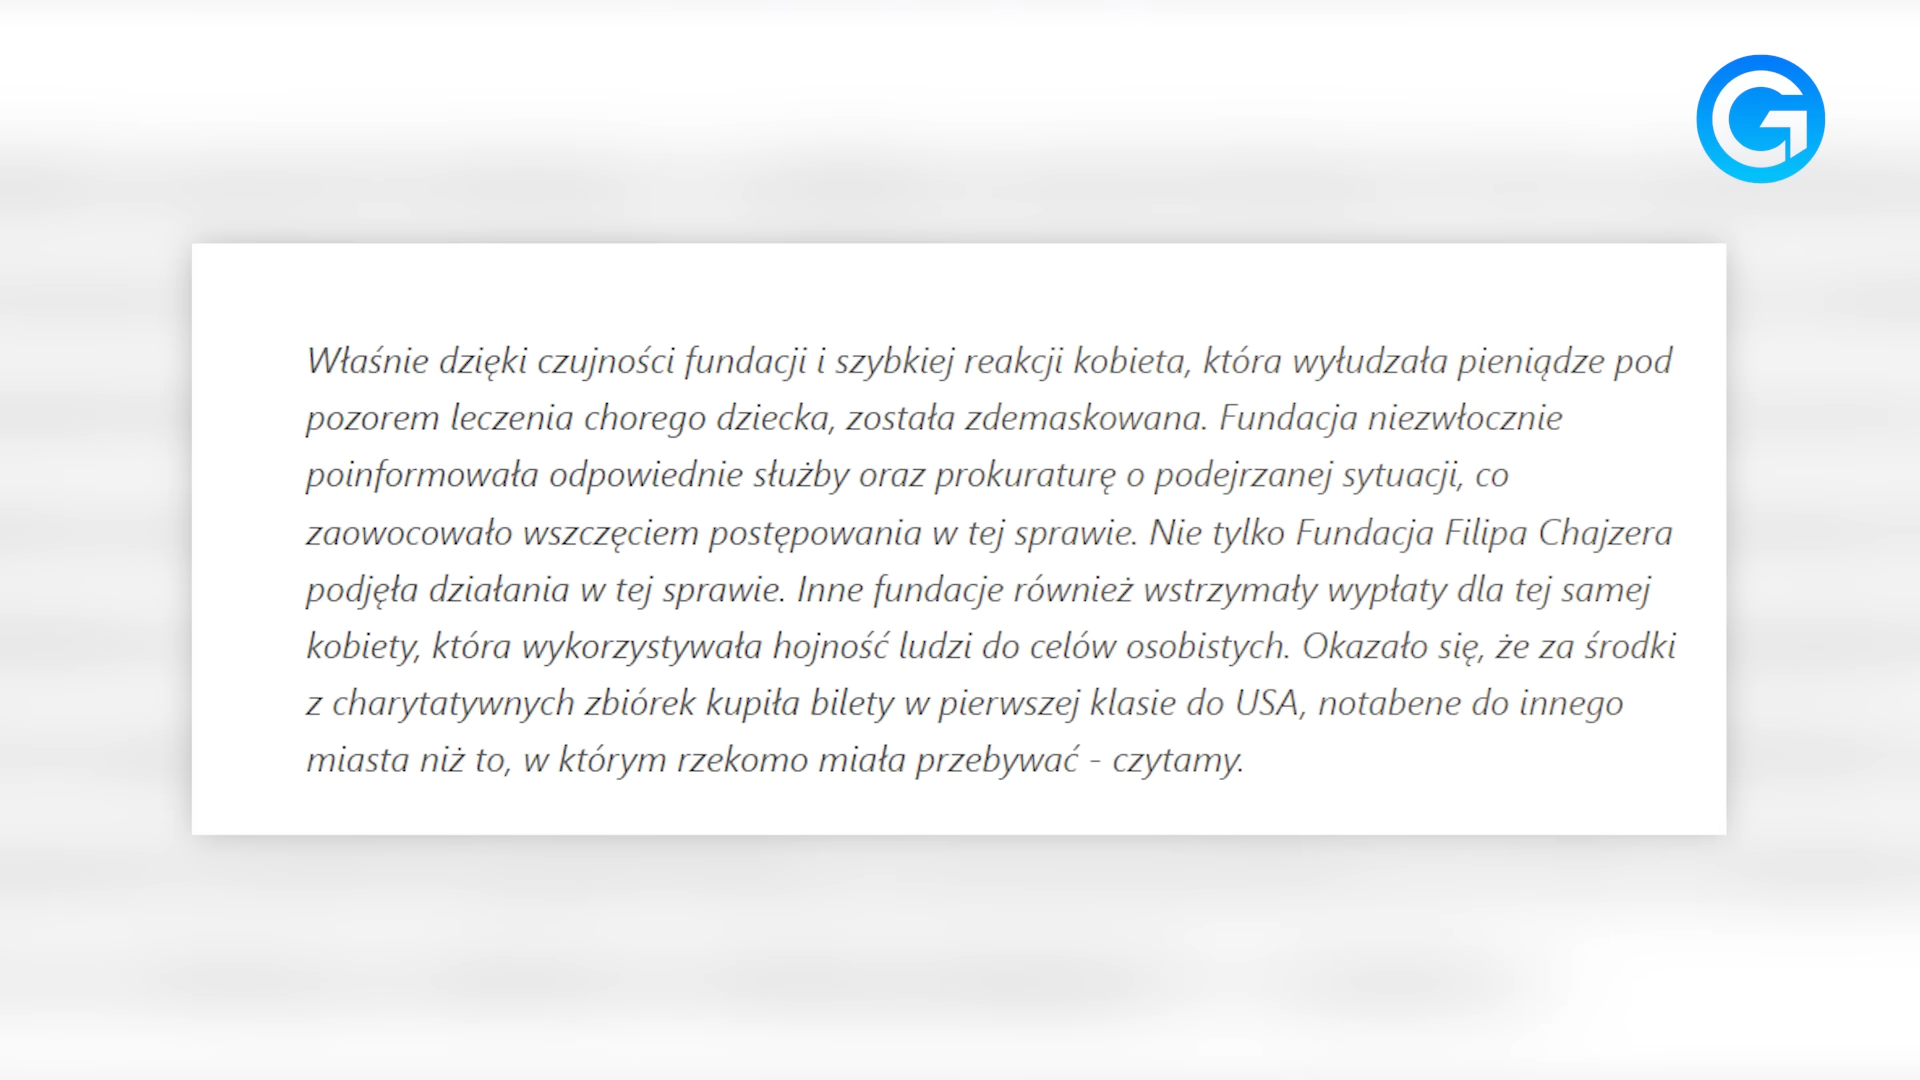 Właśnie dzięki czujności fundacji i szybkiej reakcji kobieta, która wyłudzała pieniądze pod
pozorem leczenia chorego dziecka, została zdemaskowana. Fundacja niezwłocznie
poinformowała odpowiednie służby oraz prokuraturę o podejrzanej sytuacji, co
zaowocowało wszczęciem postępowania w tej sprawie. Nie tylko Fundacja Filipa Chajzera
podjęła działania w tej sprawie. Inne fundacje również wstrzymały wypłaty dla tej samej
kobiety, która wykorzystywała hojność ludzi do celów osobistych. Okazało się, że za środki
z charytatywnych zbiórek kupiła bilety w pierwszej klasie do USA, notabene do innego
miasta niż to, w którym rzekomo miała przebywać - czytamy.